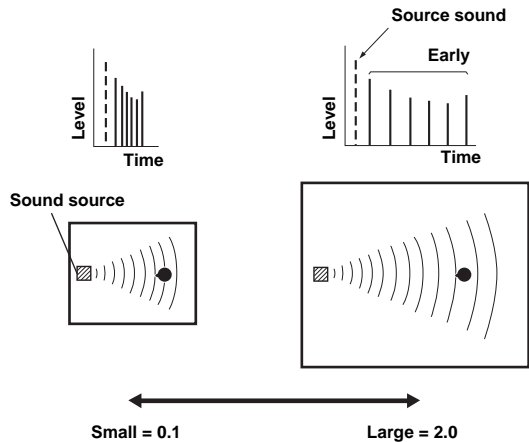 Source sound
Early
Level
Time
Level
Time
Sound source
Small = 0.1
Large = 2.0